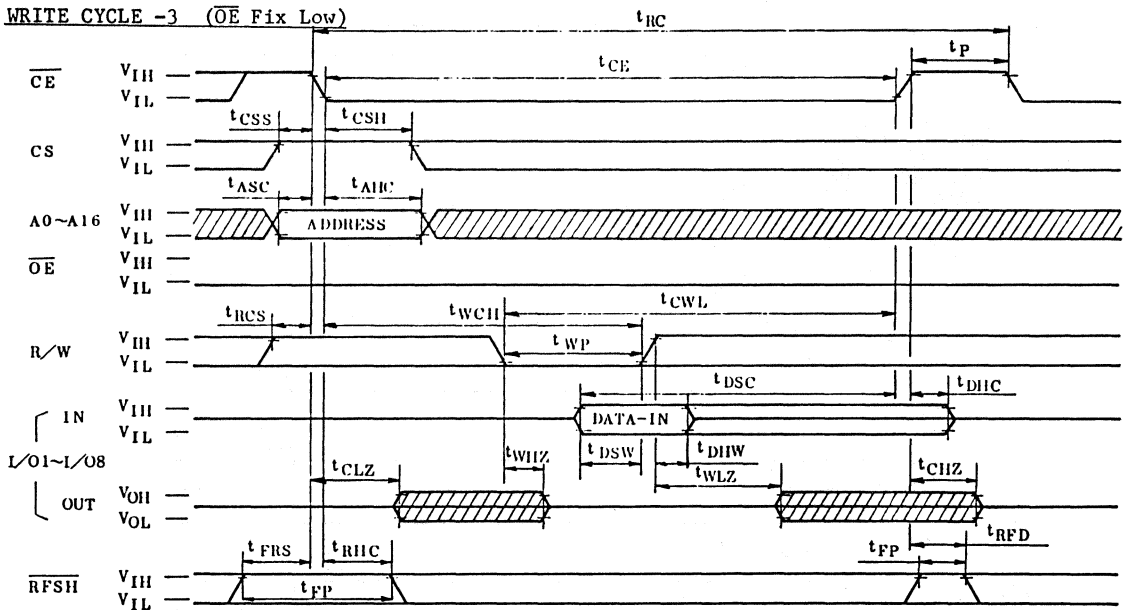 WRITE CYCLE -3 (OE Fix Low)
tRC
tP
CE
VIH
VIL
tCE
tCSS
tCSH
CS
VIH
VIL
tASC
tAHC
A0~A16
VIH
VIL
ADDRESS
OE
VIH
VIL
tRCS
tWCH
tCWL
R/W
VIH
VIL
tWP
tDSC
tDHC
IN
VIH
VIL
DATA-IN
I/O1~I/O8
tCLZ
tWHZ
tDSW
tDHW
tWLZ
tCHZ
OUT
VOH
VOL
tFRS
tRHC
tFP
tRFD
RFSH
VIH
VIL
tFP